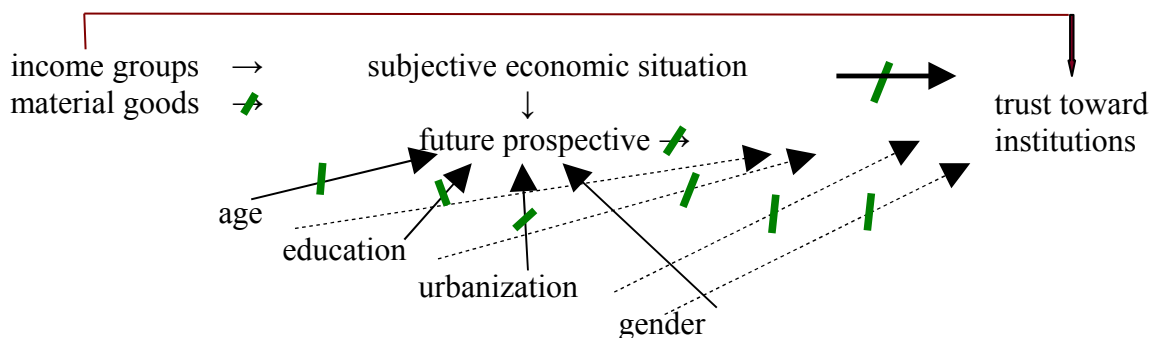 income groups → subjective economic situation
material goods → trust toward
future prospective → institutions
age
education
urbanization
gender